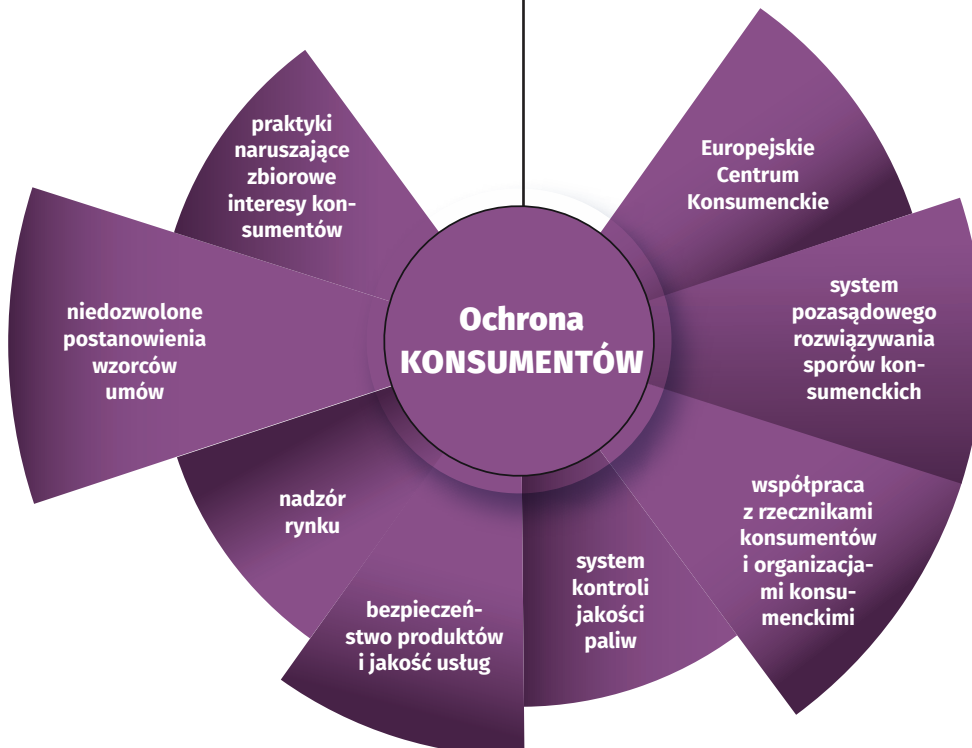 praktyki
naruszające
zbiorowe
interesy kon-
sumentów
Europejskie
Centrum
Konsumenckie
niedozwolone
postanowienia
wzorców
umów
Ochrona
KONSUMENTÓW
system
pozasądowego
rozwiązywania
sporów kon-
sumenckich
nadzór
rynku
bezpieczeń-
stwo produktów
i jakość usług
system
kontroli
jakości
paliw
współpraca
z rzecznikami
konsumentów
i organizacja-
mi konsu-
menckimi